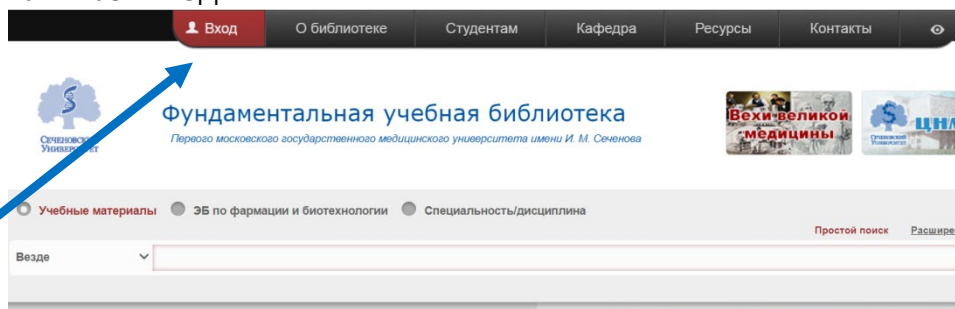 Вход О библиотеке Студентам Кафедра Ресурсы Контакты
Фундаментальная учебная библиотека
Первого московского государственного медицинского университета имени И. М. Сеченова
Вехи великой
медицины
Учебные материалы ЭБ по фармации и биотехнологии Специальность/дисциплина
Простой поиск Расшире
Везде